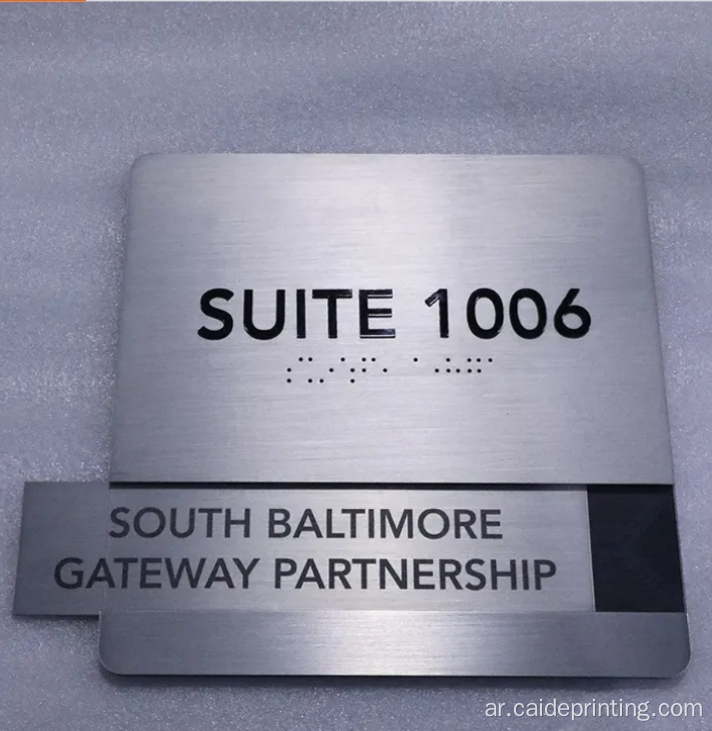 SUITE 1006
SOUTH BALTIMORE
GATEWAY PARTNERSHIP
ar.caideprinting.com